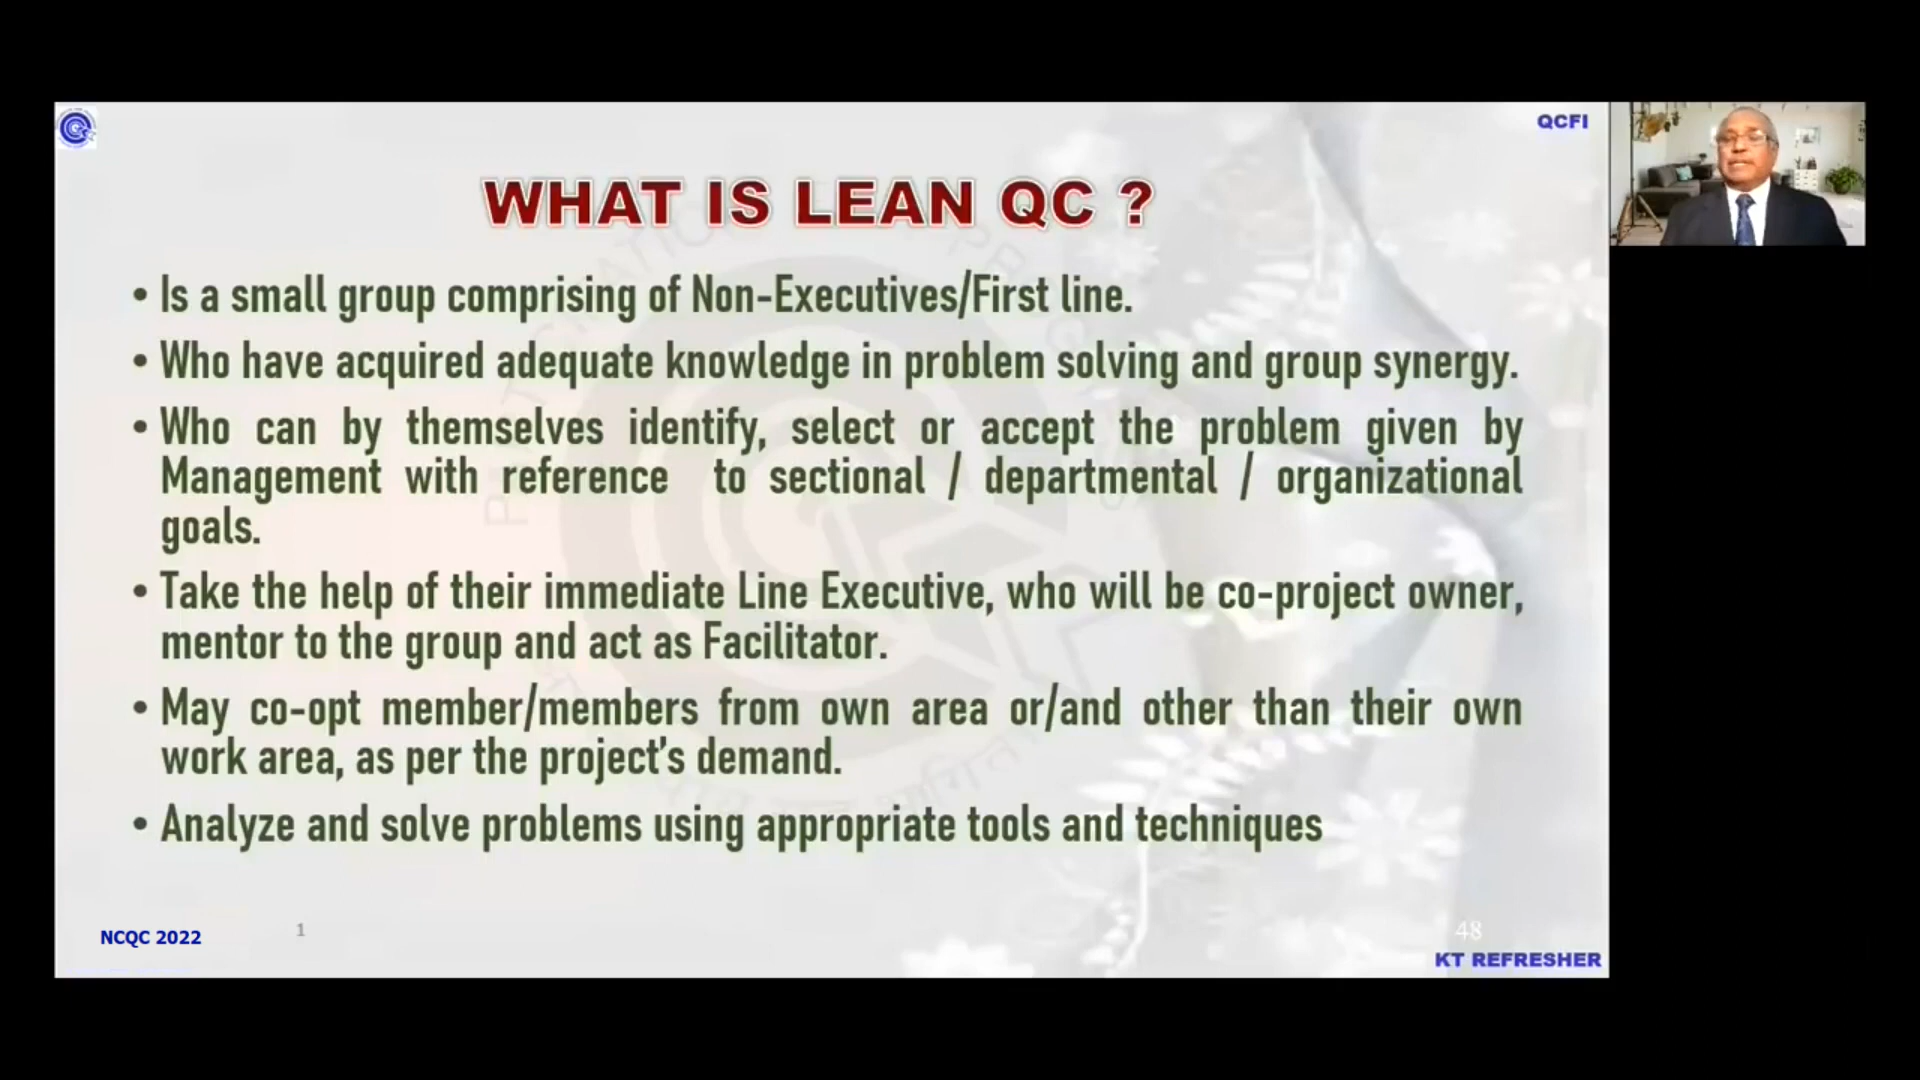 QCFI
WHAT IS LEAN QC ?
• Is a small group comprising of Non-Executives/First line.
• Who have acquired adequate knowledge in problem solving and group synergy.
• Who can by themselves identify, select or accept the problem given by
Management with reference to sectional / departmental / organizational
goals.
• Take the help of their immediate Line Executive, who will be co-project owner,
mentor to the group and act as Facilitator.
• May co-opt member/members from own area or/and other than their own
work area, as per the project's demand.
• Analyze and solve problems using appropriate tools and techniques
NCQC 2022
1
48
KT REFRESHER